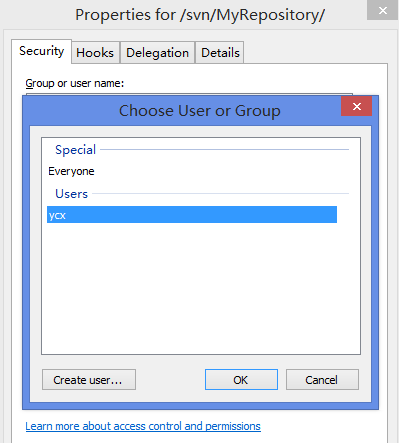 Properties for /svn/MyRepository/
Security Hooks Delegation Details
Group or user name:
Choose User or Group
Special
Everyone
Users
ycx
Create user... OK Cancel
Learn more about access control and permissions